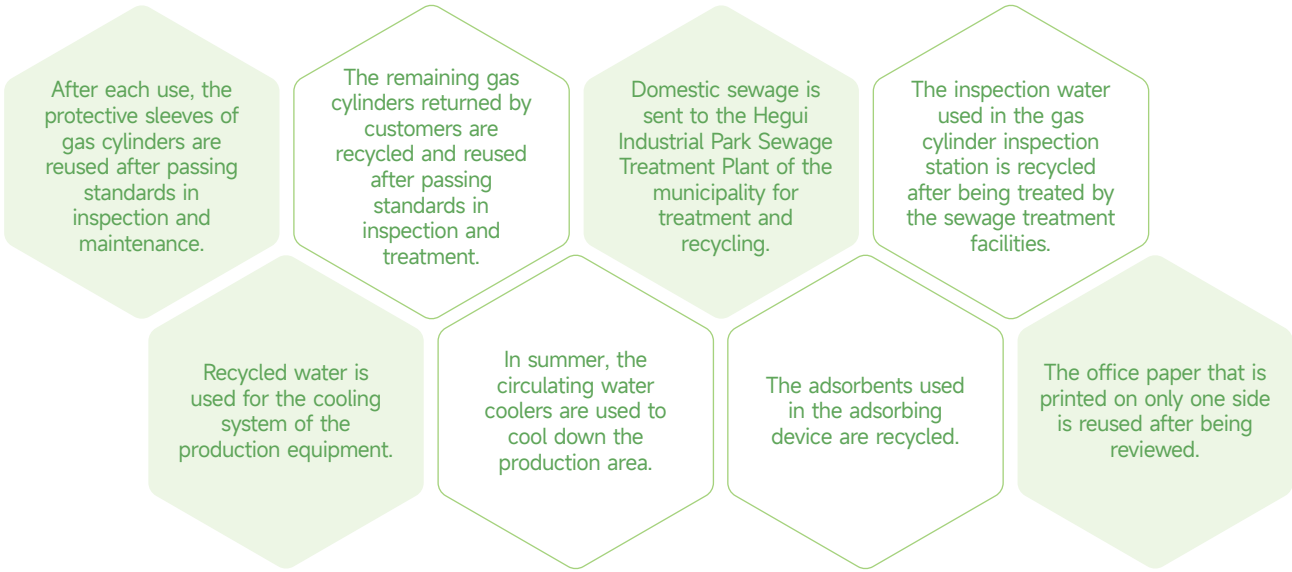 After each use, the
protective sleeves of
gas cylinders are
reused after passing
standards in
inspection and
maintenance.
The remaining gas
cylinders returned by
customers are
recycled and reused
after passing
standards in
inspection and
treatment.
Domestic sewage is
sent to the Hegui
Industrial Park Sewage
Treatment Plant of the
municipality for
treatment and
recycling.
The inspection water
used in the gas
cylinder inspection
station is recycled
after being treated by
the sewage treatment
facilities.
Recycled water is
used for the cooling
system of the
production equipment.
In summer, the
circulating water
coolers are used to
cool down the
production area.
The adsorbents used
in the adsorbing
device are recycled.
The office paper that is
printed on only one side
is reused after being
reviewed.